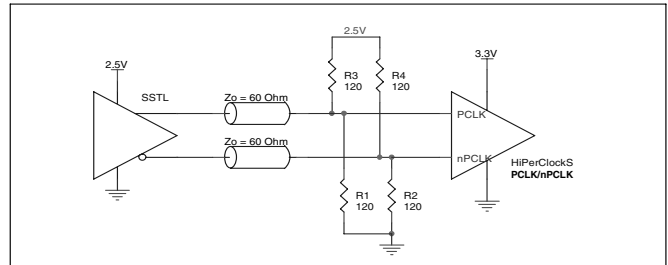 2.5V
2.5V
3.3V
SSTL
R3
120
R4
120
Zo = 60 Ohm
PCLK
Zo = 60 Ohm
nPCLK
HiPerClockS
PCLK/nPCLK
R1
120
R2
120